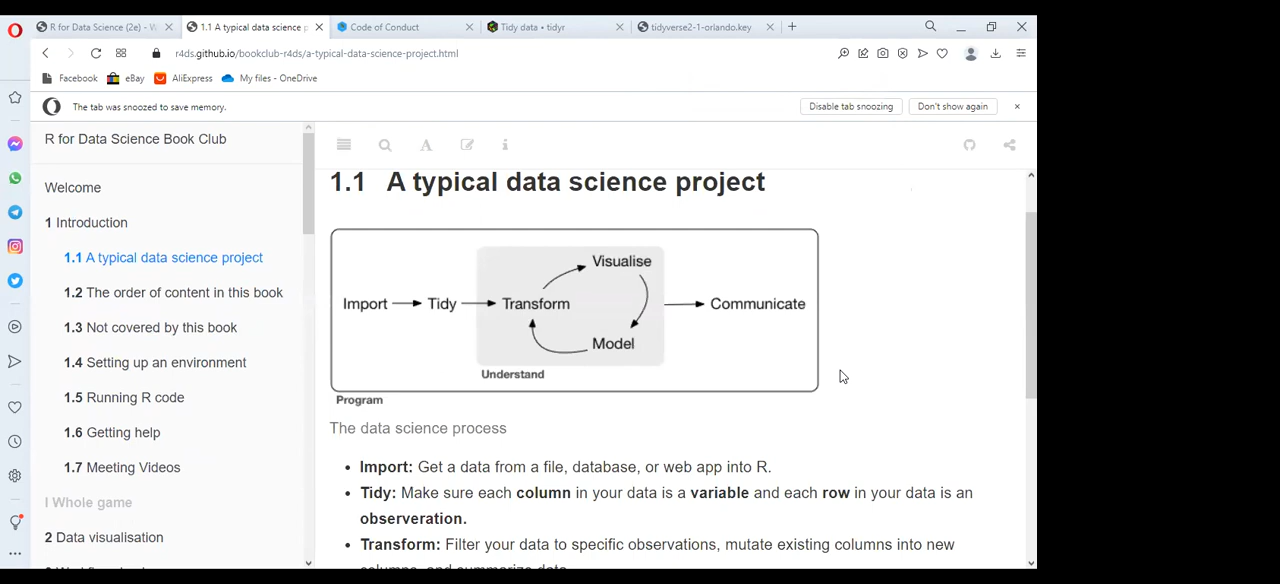 R for Data Science (2e) - W
1.1 A typical data science p
Code of Conduct
Tidy data • tidyr
tidyverse2-1-orlando.key
r4ds.github.io/bookclub-r4ds/a-typical-data-science-project.html
Facebook
eBay
AliExpress
My files - OneDrive
The tab was snoozed to save memory.
Disable tab snoozing
Don't show again
R for Data Science Book Club
Welcome
1 Introduction
1.1 A typical data science project
1.2 The order of content in this book
1.3 Not covered by this book
1.4 Setting up an environment
1.5 Running R code
1.6 Getting help
1.7 Meeting Videos
I Whole game
2 Data visualisation
1.1 A typical data science project
Import
Tidy
Transform
Visualise
Model
Communicate
Understand
Program
The data science process
• Import: Get a data from a file, database, or web app into R.
• Tidy: Make sure each column in your data is a variable and each row in your data is an
observeration.
• Transform: Filter your data to specific observations, mutate existing columns into new
columns, and summarize data